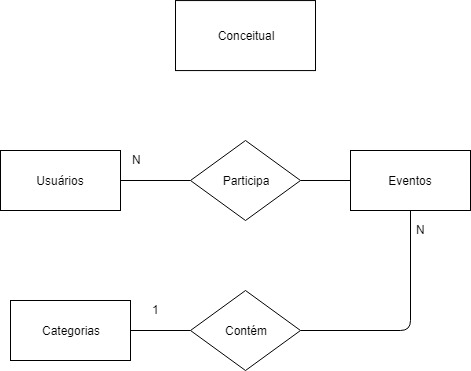 Conceitual
N
Usuários
Participa
Eventos
N
1
Categorias
Contém